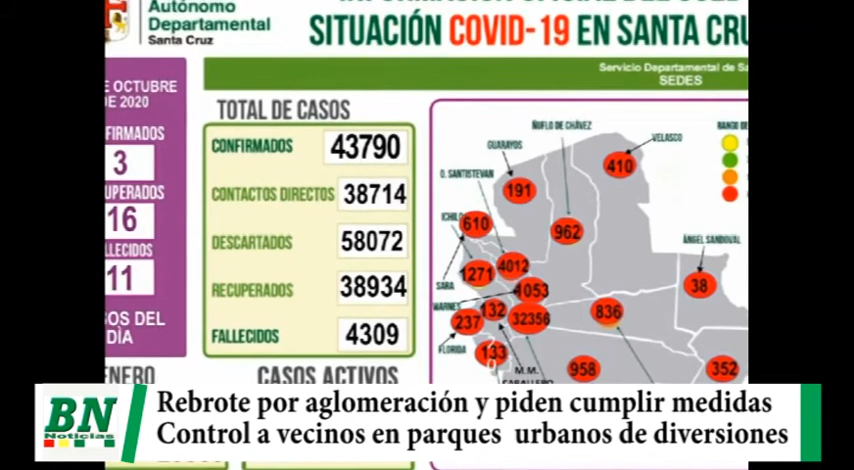 Autónomo
Departamental
Santa Cruz
SITUACIÓN COVID-19 EN SANTA CRU
Servicio Departamental de Sa
SEDES
E OCTUBRE
DE 2020
FIRMADOS
3
UPERADOS
16
LLECIDOS
11
OS DEL
DÌA
ENERO
TOTAL DE CASOS
CONFIRMADOS 43790
CONTACTOS DIRECTOS 38714
DESCARTADOS 58072
RECUPERADOS 38934
FALLECIDOS 4309
CASOS ACTIVOS
ÑUFLO DE CHÁVEZ
VELASCO
RANGO DE
GUARAYOS
410
O. SANTISTEVAN
191
ICHILO
610
962
ÁNGEL SANDOVAL
4012
1271
SARA
38
1053
WARNES
132
836
237
32356
FLORIDA
133
M.M.
CABALLERO
958
352
BN
Noticias
Rebrote por aglomeración y piden cumplir medidas
Control a vecinos en parques urbanos de diversiones